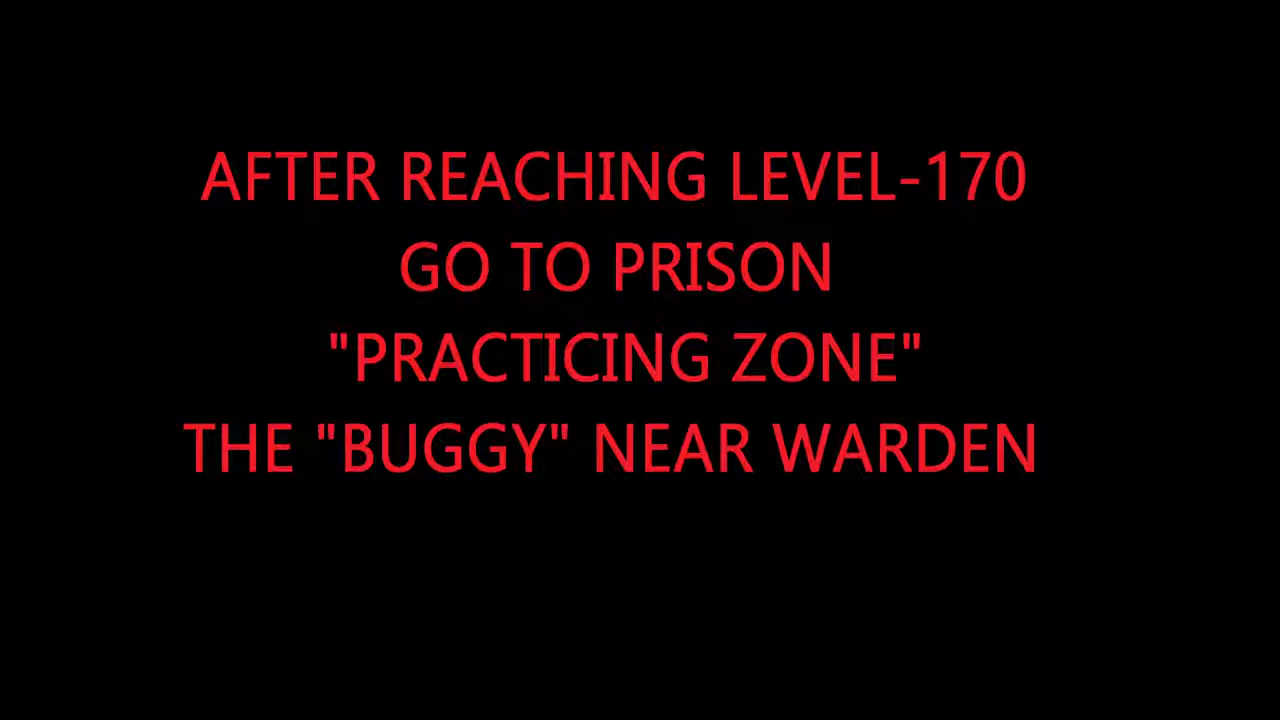 AFTER REACHING LEVEL-170
GO TO PRISON
"PRACTICING ZONE"
THE "BUGGY" NEAR WARDEN